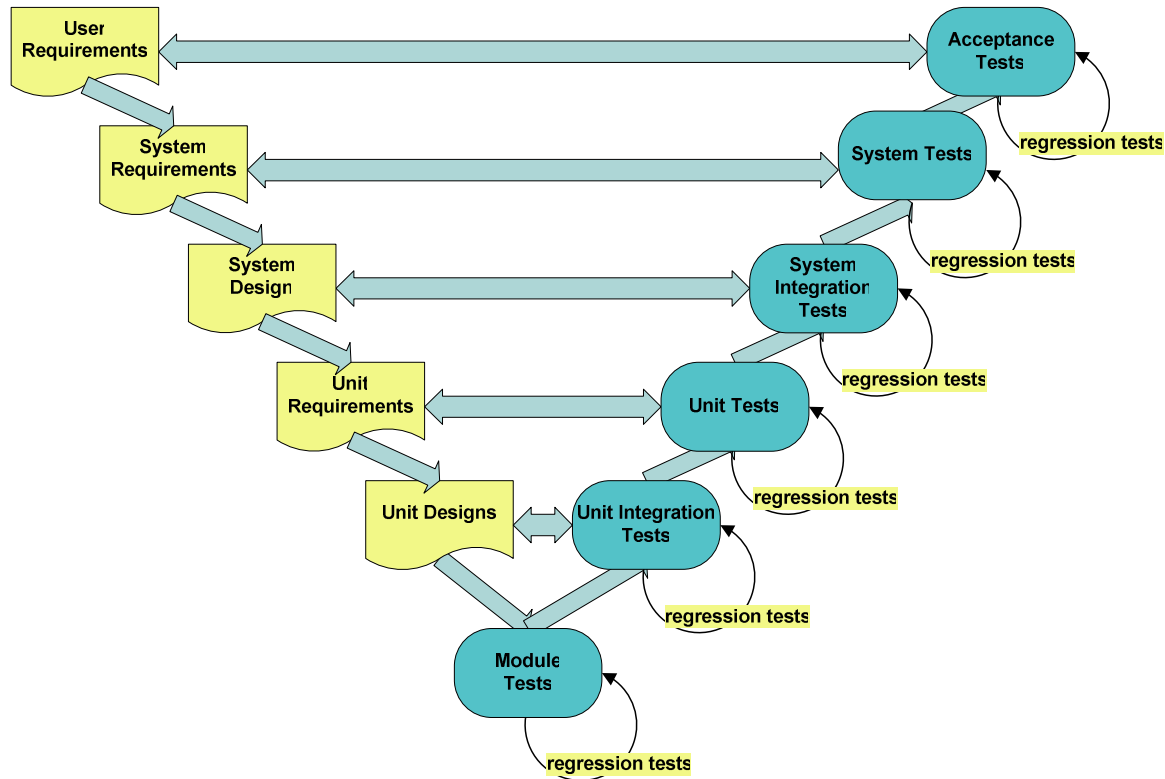 User
Requirements
Acceptance
Tests
regression tests
System
Requirements
System Tests
regression tests
System
Design
System
Integration
Tests
regression tests
Unit
Requirements
Unit Tests
regression tests
Unit Designs
Unit Integration
Tests
regression tests
Module
Tests
regression tests